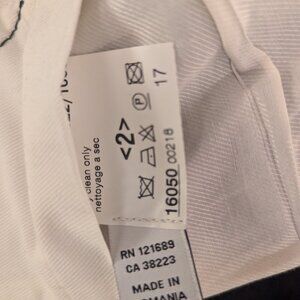 clean only
nettoyage a sec
<2>
P
17
16050 00218
RN 121689
CA 38223
MADE IN